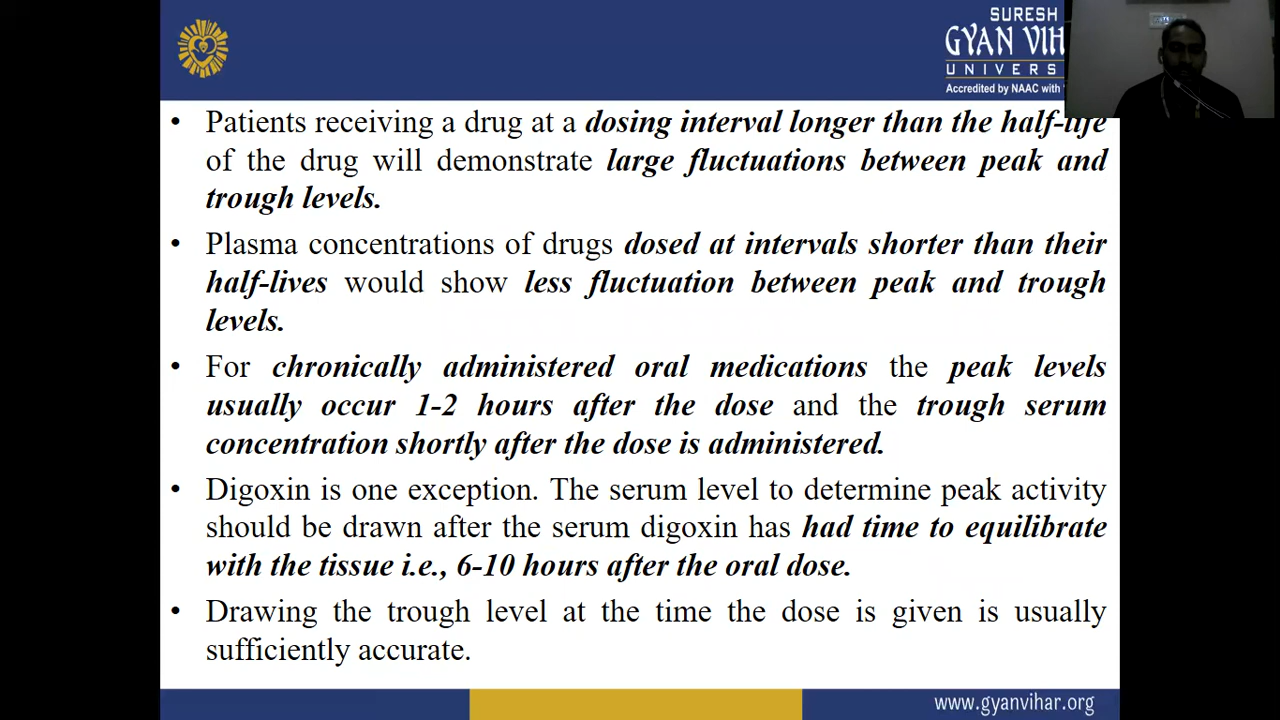 SURESH
GYAN VIH
UNIVERS
Accredited by NAAC with
• Patients receiving a drug at a dosing interval longer than the half-life
of the drug will demonstrate large fluctuations between peak and
trough levels.
• Plasma concentrations of drugs dosed at intervals shorter than their
half-lives would show less fluctuation between peak and trough
levels.
• For chronically administered oral medications the peak levels
usually occur 1-2 hours after the dose and the trough serum
concentration shortly after the dose is administered.
• Digoxin is one exception. The serum level to determine peak activity
should be drawn after the serum digoxin has had time to equilibrate
with the tissue i.e., 6-10 hours after the oral dose.
• Drawing the trough level at the time the dose is given is usually
sufficiently accurate.
www.gyanvihar.org